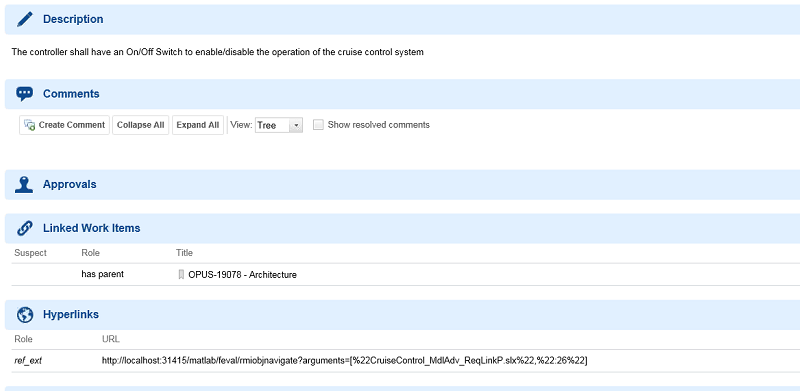 Description
The controller shall have an On/Off Switch to enable/disable the operation of the cruise control system
Comments
Create Comment Collapse All Expand All View: Tree Show resolved comments
Approvals
Linked Work Items
Suspect Role Title
has parent OPUS-19078 - Architecture
Hyperlinks
Role URL
ref_ext http://localhost:31415/matlab/feval/rmiobjnavigate?arguments=[%22CruiseControl_MdlAdv_ReqLinkP.slx%22,%22:26%22]